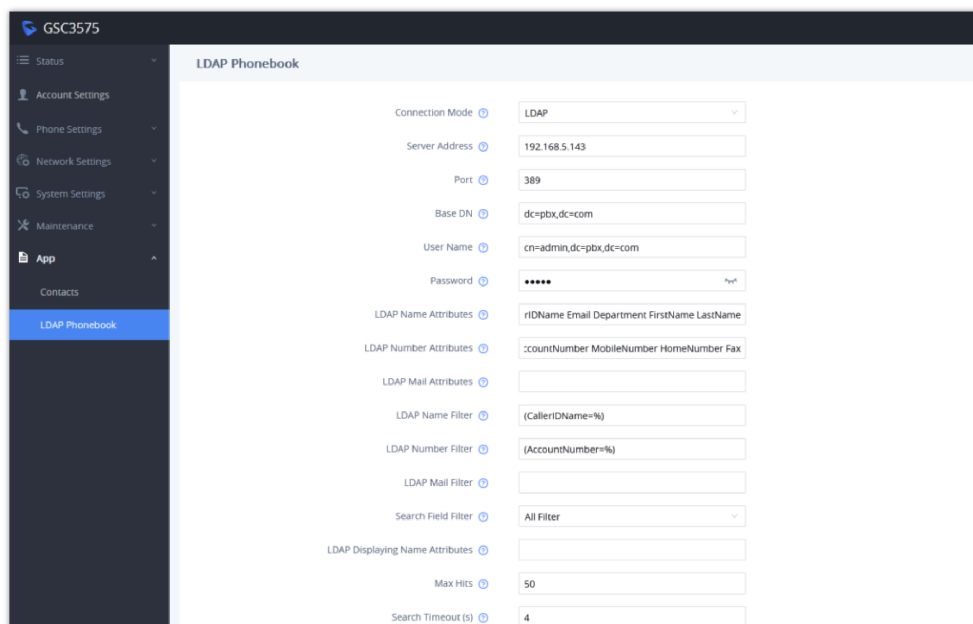 GSC3575
Status
Account Settings
Phone Settings
Network Settings
System Settings
Maintenance
App
Contacts
LDAP Phonebook
LDAP Phonebook
Connection Mode LDAP
Server Address 192.168.5.143
Port 389
Base DN dc=pbx,dc=com
User Name cn=admin,dc=pbx,dc=com
Password •••••
LDAP Name Attributes rIDName Email Department FirstName LastName
LDAP Number Attributes :countNumber MobileNumber HomeNumber Fax
LDAP Mail Attributes
LDAP Name Filter (CallerIDName=%)
LDAP Number Filter (AccountNumber=%)
LDAP Mail Filter
Search Field Filter All Filter
LDAP Displaying Name Attributes
Max Hits 50
Search Timeout (s) 4